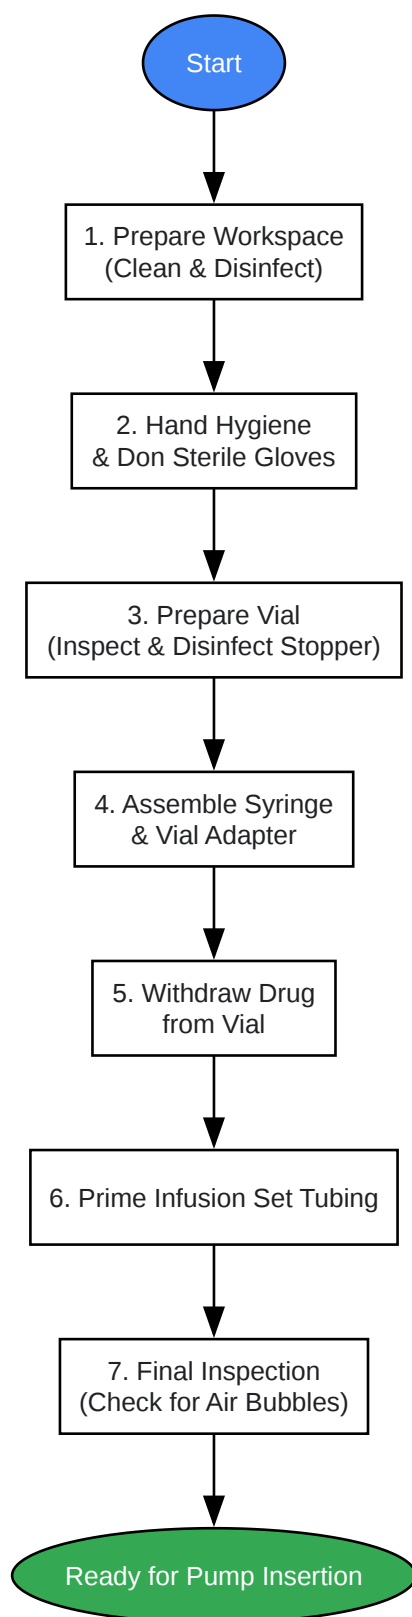 Start
1. Prepare Workspace
(Clean & Disinfect)
2. Hand Hygiene
& Don Sterile Gloves
3. Prepare Vial
(Inspect & Disinfect Stopper)
4. Assemble Syringe
& Vial Adapter
5. Withdraw Drug
from Vial
6. Prime Infusion Set Tubing
7. Final Inspection
(Check for Air Bubbles)
Ready for Pump Insertion